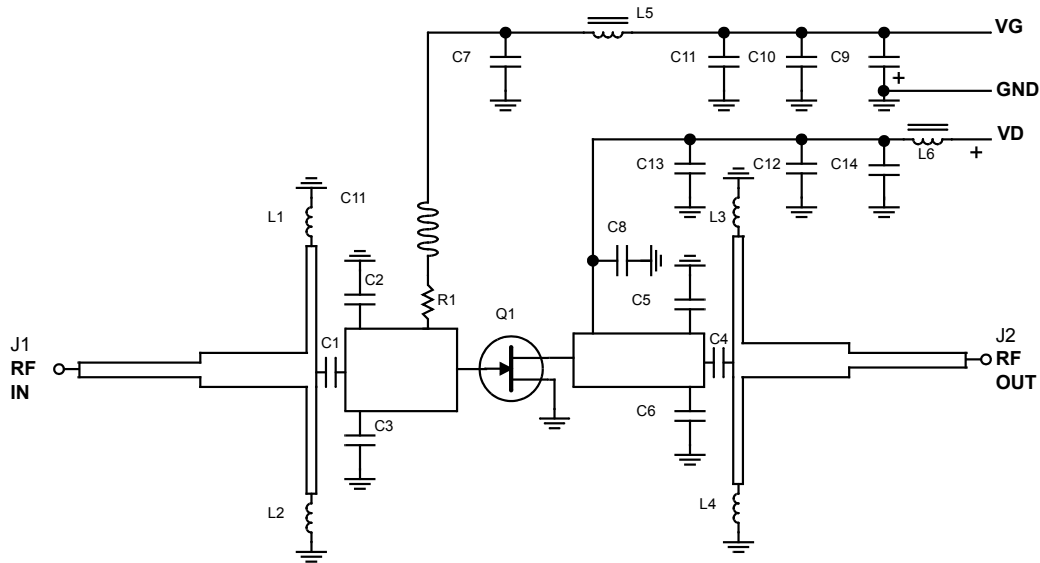 L5
VG
C7
C11
C10
C9
+
GND
VD
C13
C12
C14
L6
+
C11
L1
L3
C8
C2
C5
R1
Q1
J1
RF
IN
C1
C4
J2
RF
OUT
C3
C6
L2
L4